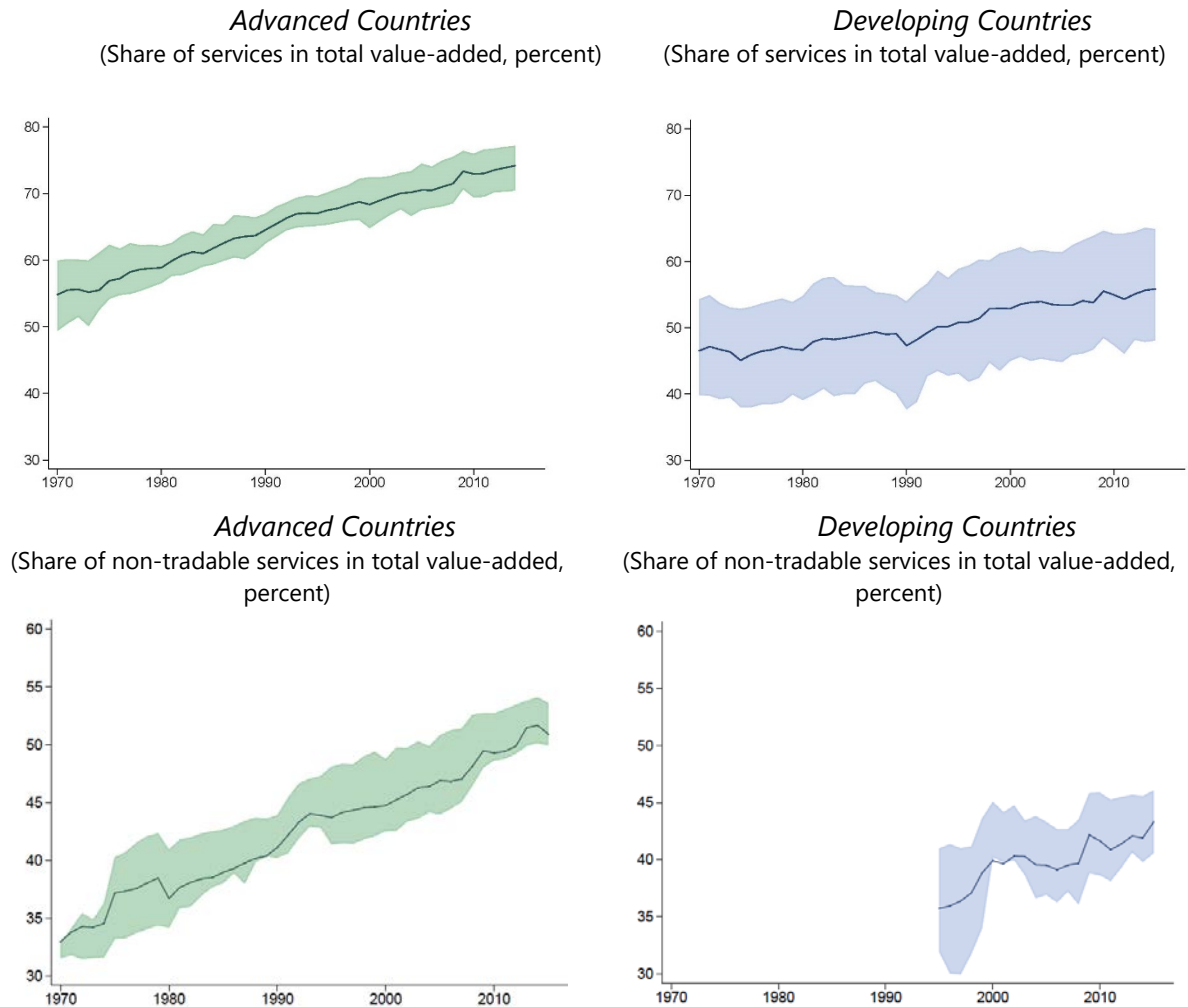 Advanced Countries
(Share of services in total value-added, percent)
80
70
60
50
40
30
1970 1980 1990 2000 2010
Developing Countries
(Share of services in total value-added, percent)
80
70
60
50
40
30
1970 1980 1990 2000 2010
Advanced Countries
(Share of non-tradable services in total value-added,
percent)
60
55
50
45
40
35
30
1970 1980 1990 2000 2010
Developing Countries
(Share of non-tradable services in total value-added,
percent)
60
55
50
45
40
35
30
1970 1980 1990 2000 2010